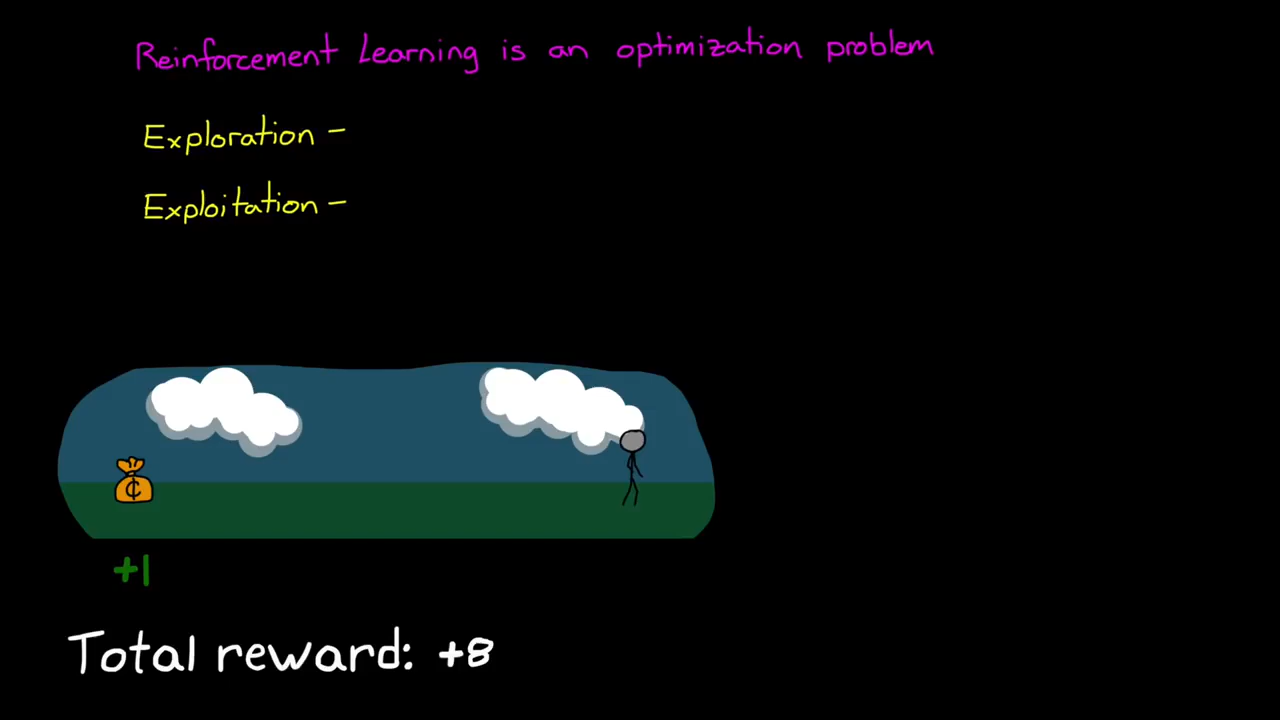 Reinforcement Learning is an optimization problem
Exploration -
Exploitation -
¢
+1
Total reward: +8